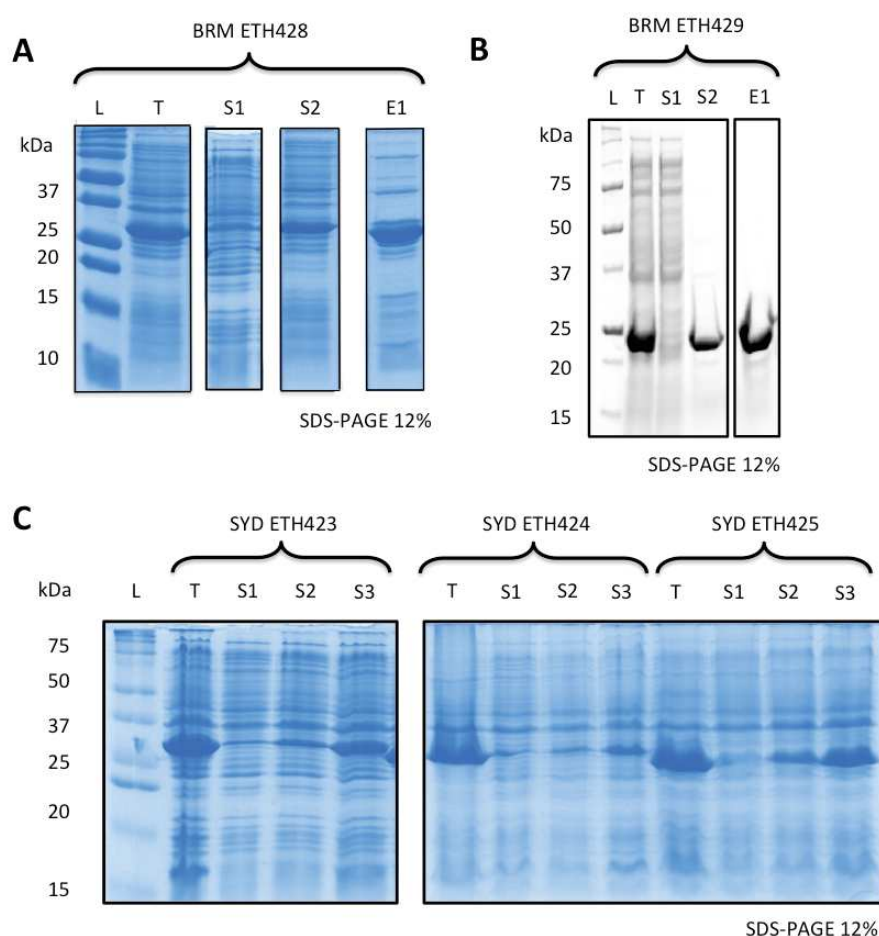 A
BRM ETH428
L T S1 S2 E1
kDa
37
25
20
15
10
SDS-PAGE 12%
B
BRM ETH429
L T S1 S2 E1
kDa
75
50
37
25
20
15
SDS-PAGE 12%
C
SYD ETH423 SYD ETH424 SYD ETH425
kDa L T S1 S2 S3 T S1 S2 S3 T S1 S2 S3
75
50
37
25
20
15
SDS-PAGE 12%